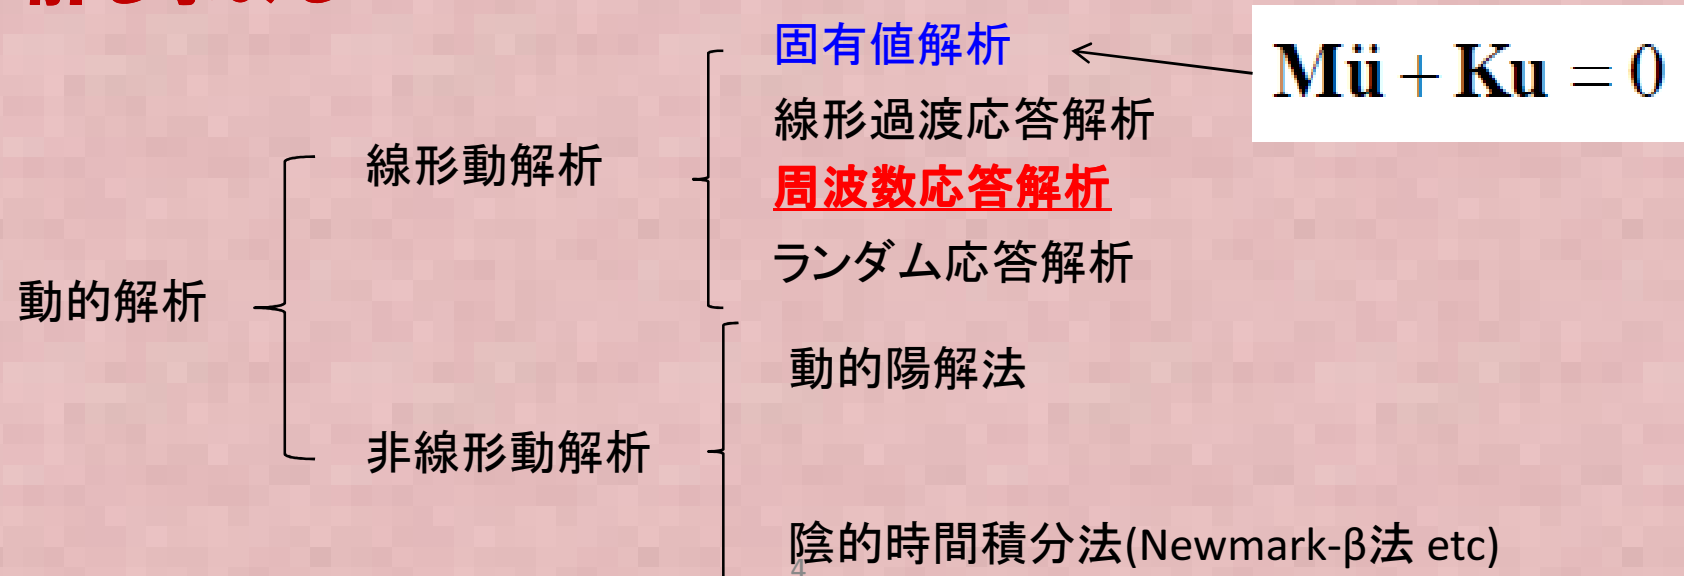 固有値解析
Mü + Ku = 0
線形過渡応答解析
線形動解析
周波数応答解析
ランダム応答解析
動的解析
動的陽解法
非線形動解析
陰的時間積分法(Newmark-β法 etc)
4